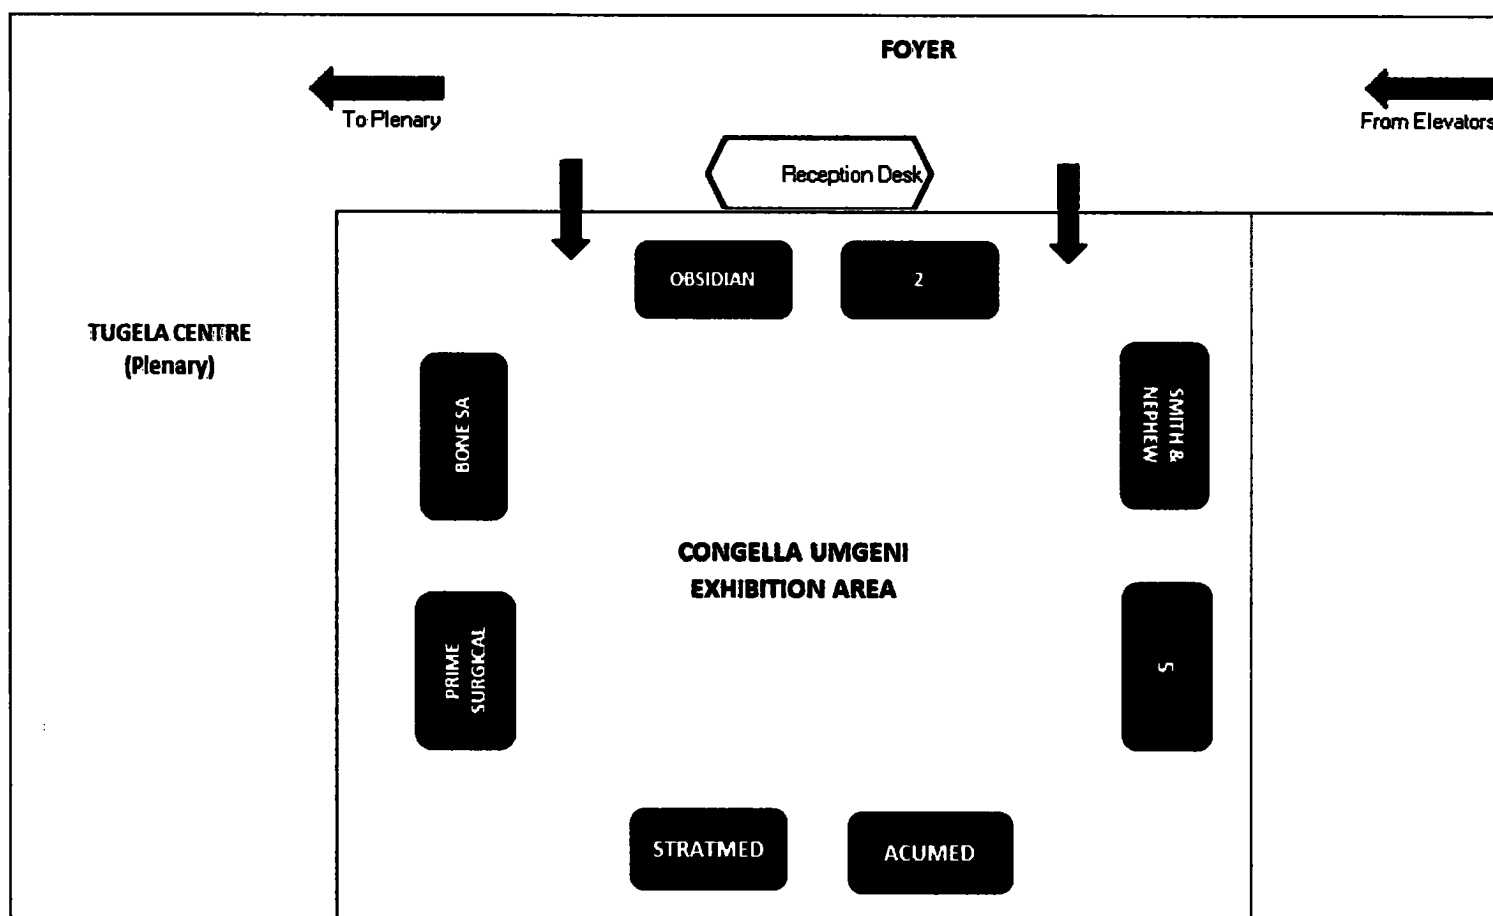 FOYER
To Plenary
From Elevators
Reception Desk
OBSIDIAN
2
TUGELA CENTRE
(Plenary)
BONE SA
SMITH &
NEPHEW
CONGELLA UMGENI
EXHIBITION AREA
PRIME
SURGICAL
5
STRATMED
ACUMED